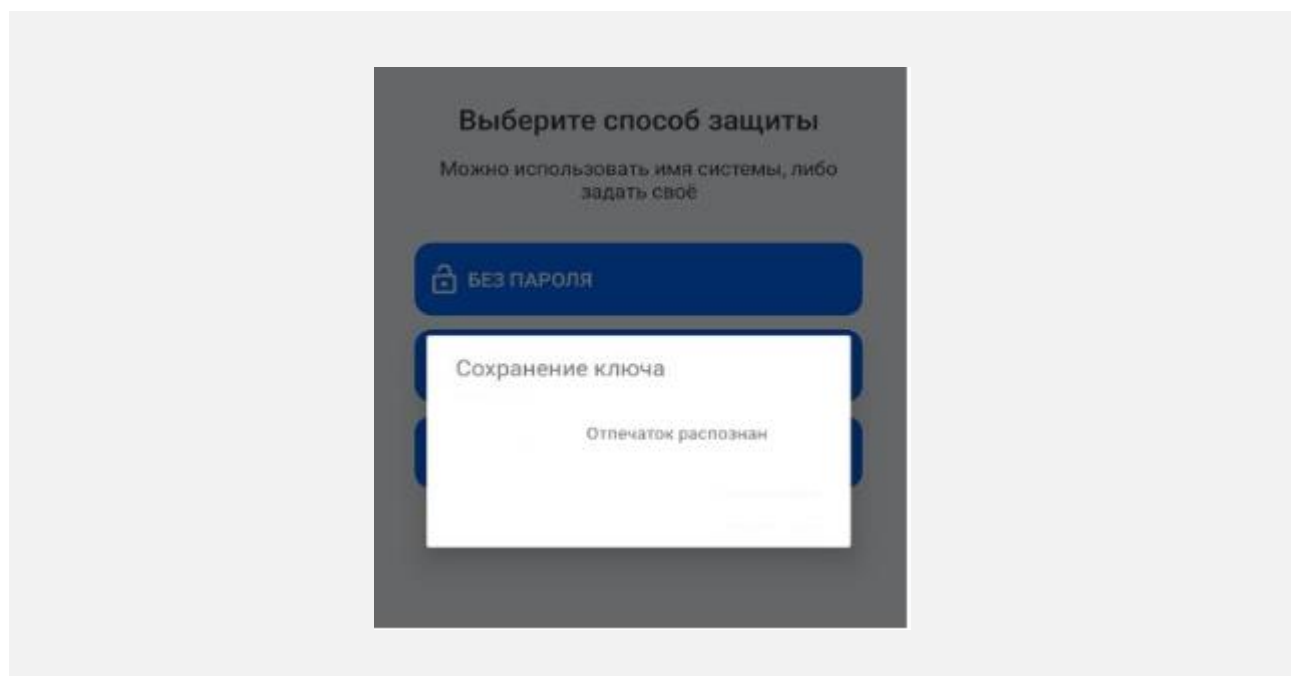 Выберите способ защиты
Можно использовать имя системы, либо
задать своё
БЕЗ ПАРОЛЯ
Сохранение ключа
Отпечаток распознан